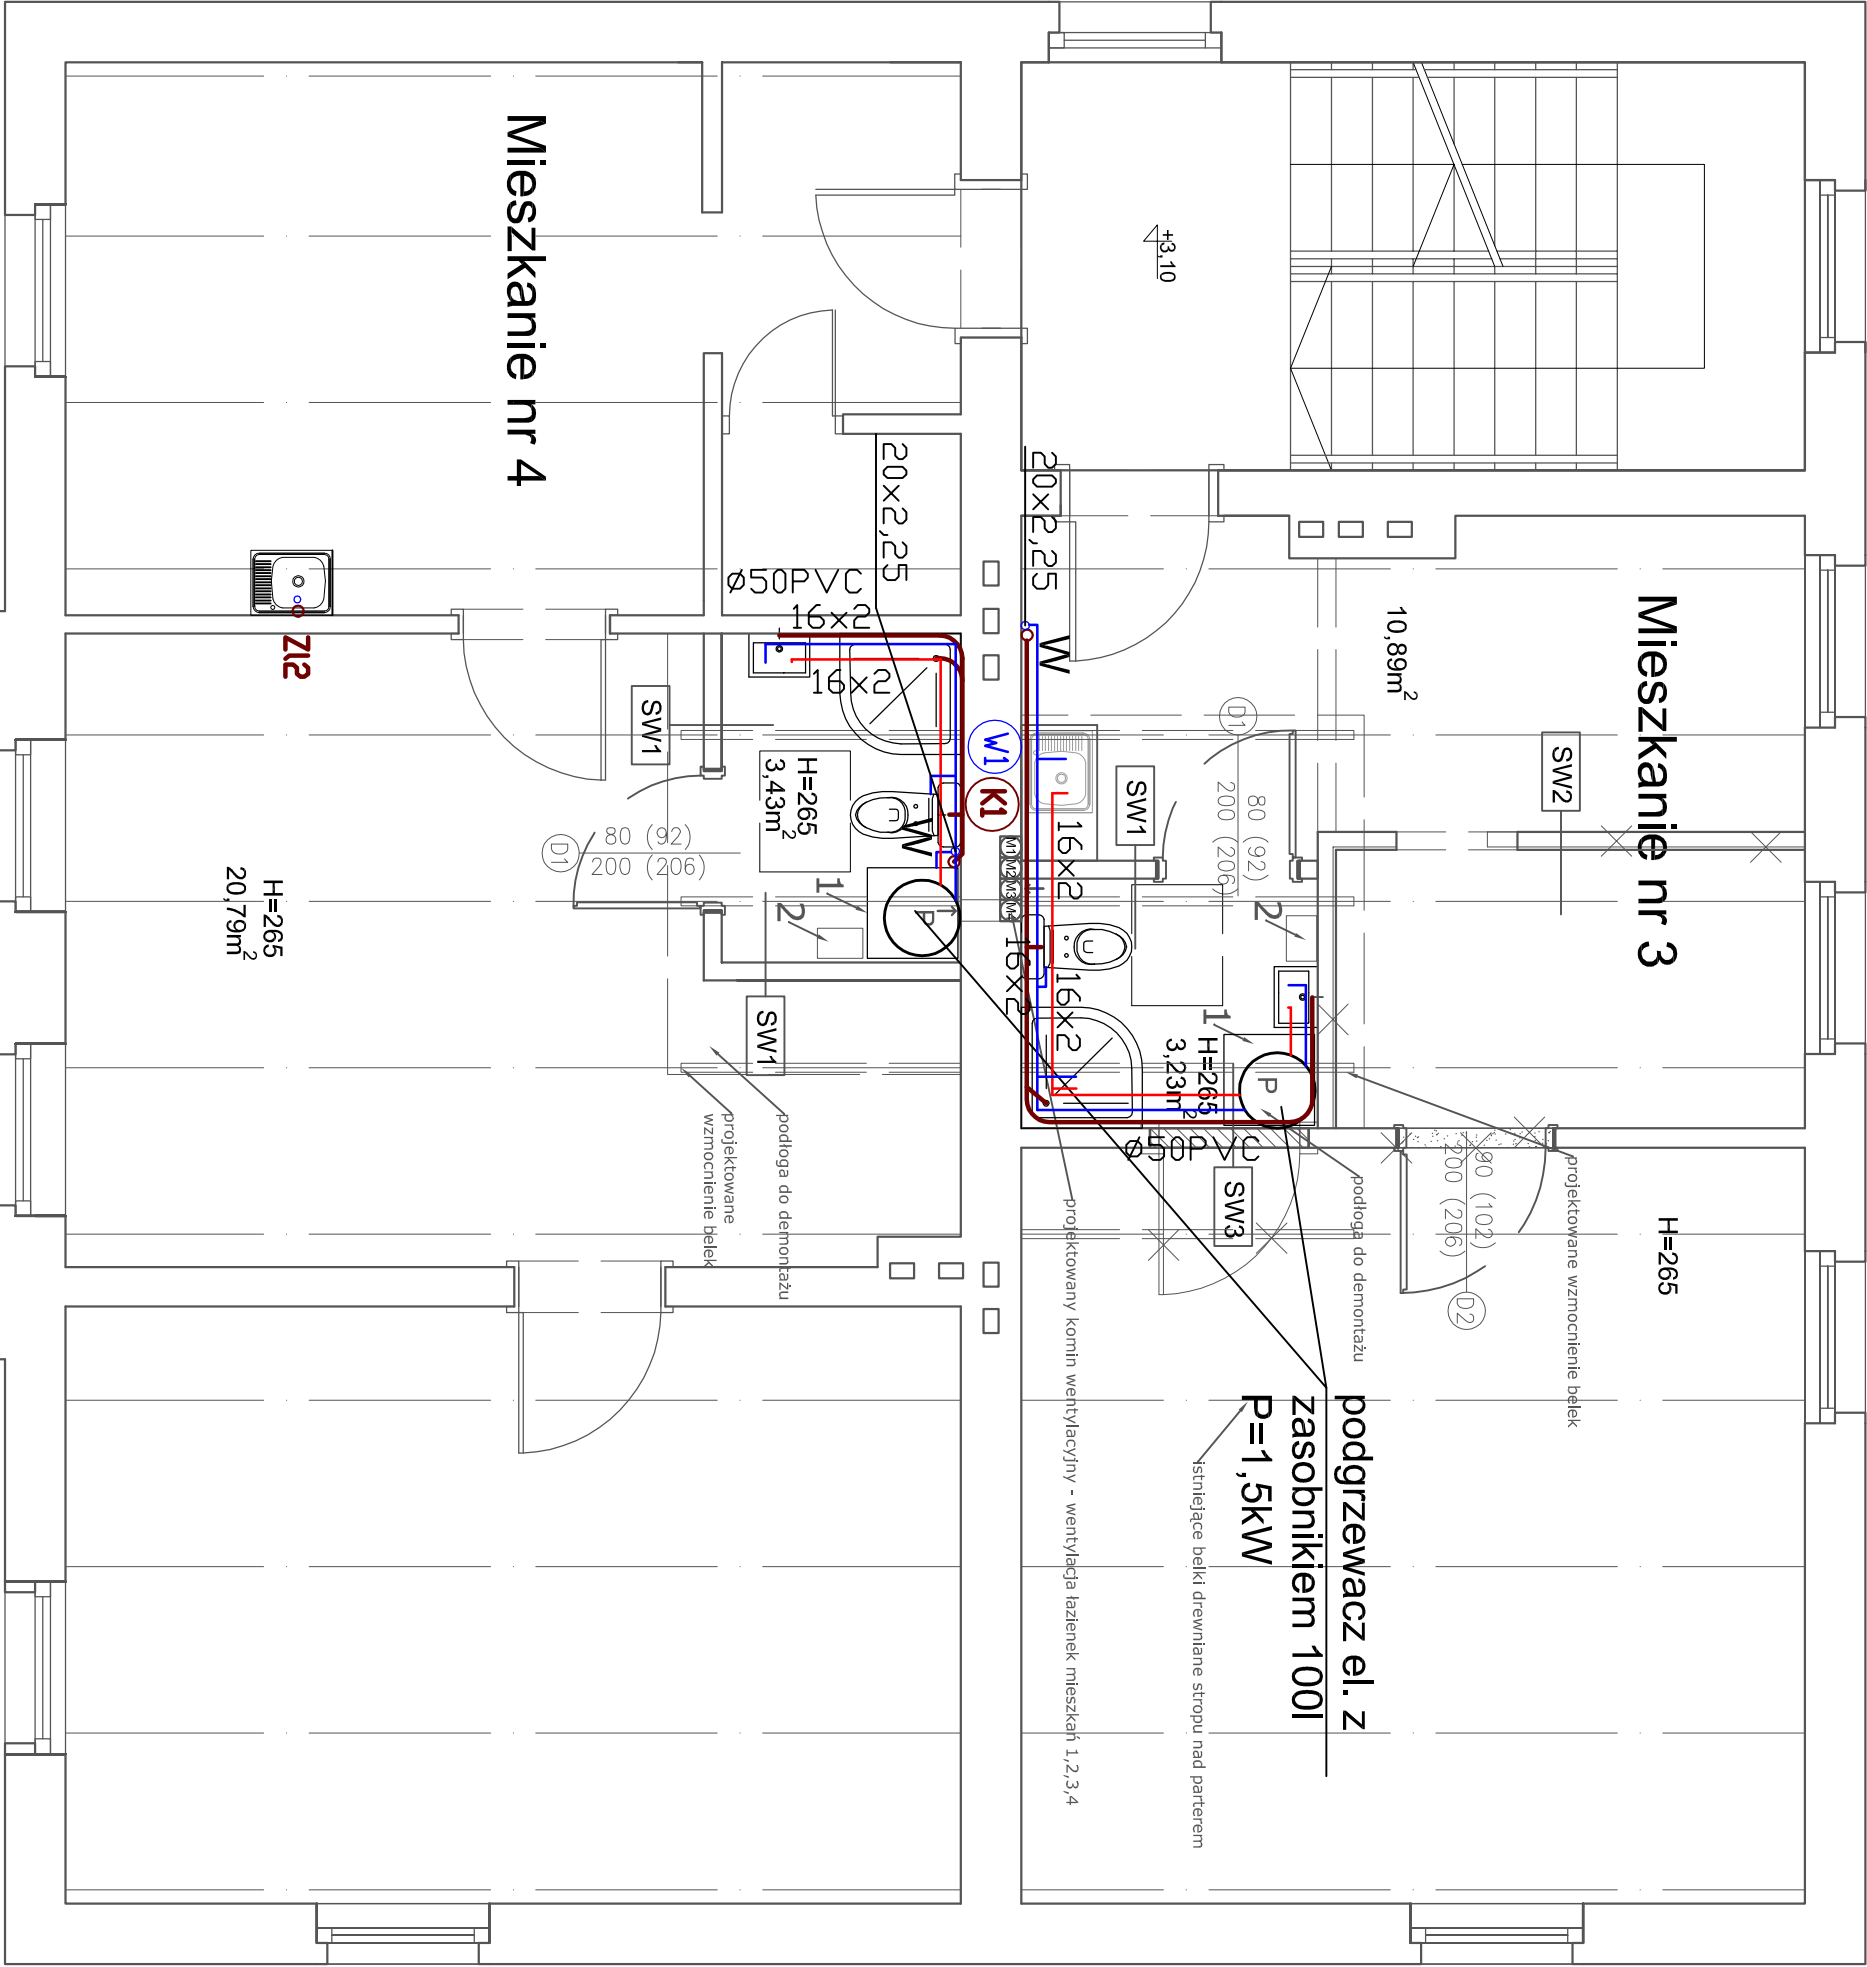 Mieszkanie nr 3
10,89m²
SW2
H=265
projektowane wzmocnienie belek
90 (102)
200 (206)
D2
+3,10
D1
80 (92)
200 (206)
SW1
2
1
P
H=265
3,23m²
podłoga do demontażu
podgrzewacz el. z
zasobnikiem 100l
P=1,5kW
SW3
istniejące belki drewniane stropu nad parterem
ø50PVC
projektowany komin wentylacyjny - wentylacja łazienek mieszkań 1,2,3,4
20x2,25
W
16x2
16x2
16x2
W1
K1
M1
M2
M3
M4
20x2,25
ø50PVC
16x2
16x2
W
H=265
3,43m²
P
1
2
SW1
SW1
podłoga do demontażu
projektowane
wzmocnienie belek
80 (92)
200 (206)
D1
Mieszkanie nr 4
Zl2
H=265
20,79m²